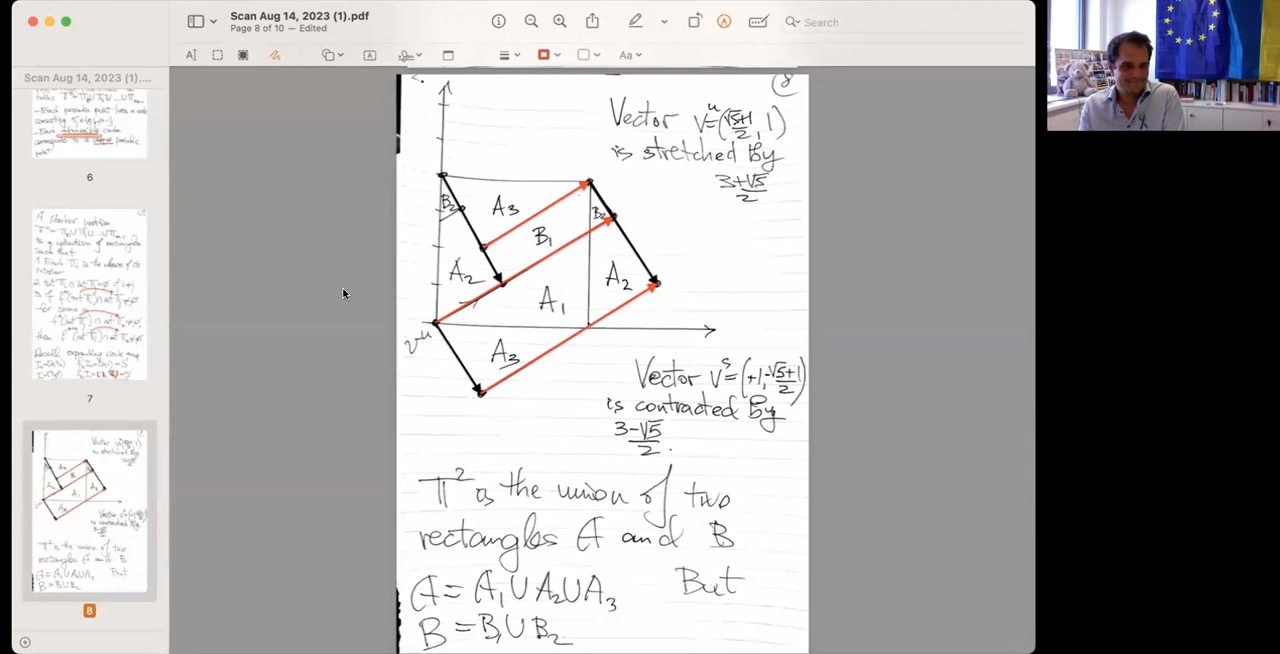 Scan Aug 14, 2023 (1).pdf
Page 8 of 10 — Edited
Search
Scan Aug 14, 2023 (1)....
6
7
8
8
Vector vᵘ=(√5+1/2, 1)
is stretched By
3+√5/2
B₂
A₃
B₂
B₁
A₂
A₂
A₁
vᵘ
A₃
Vector vˢ=(+1, -√5+1/2)
is contracted By
3-√5/2.
𝕋² is the union of two
rectangles A and B
A = A₁ ∪ A₂ ∪ A₃ But
B = B₁ ∪ B₂